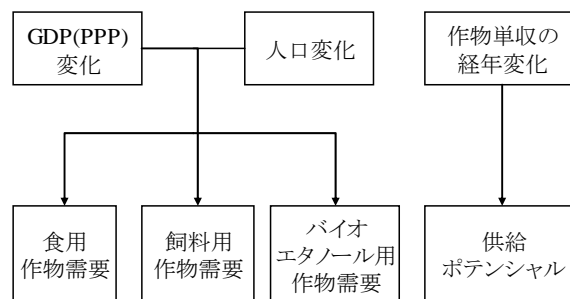 GDP(PPP)
変化
人口変化
作物単収の
経年変化
食用
作物需要
飼料用
作物需要
バイオ
エタノール用
作物需要
供給
ポテンシャル